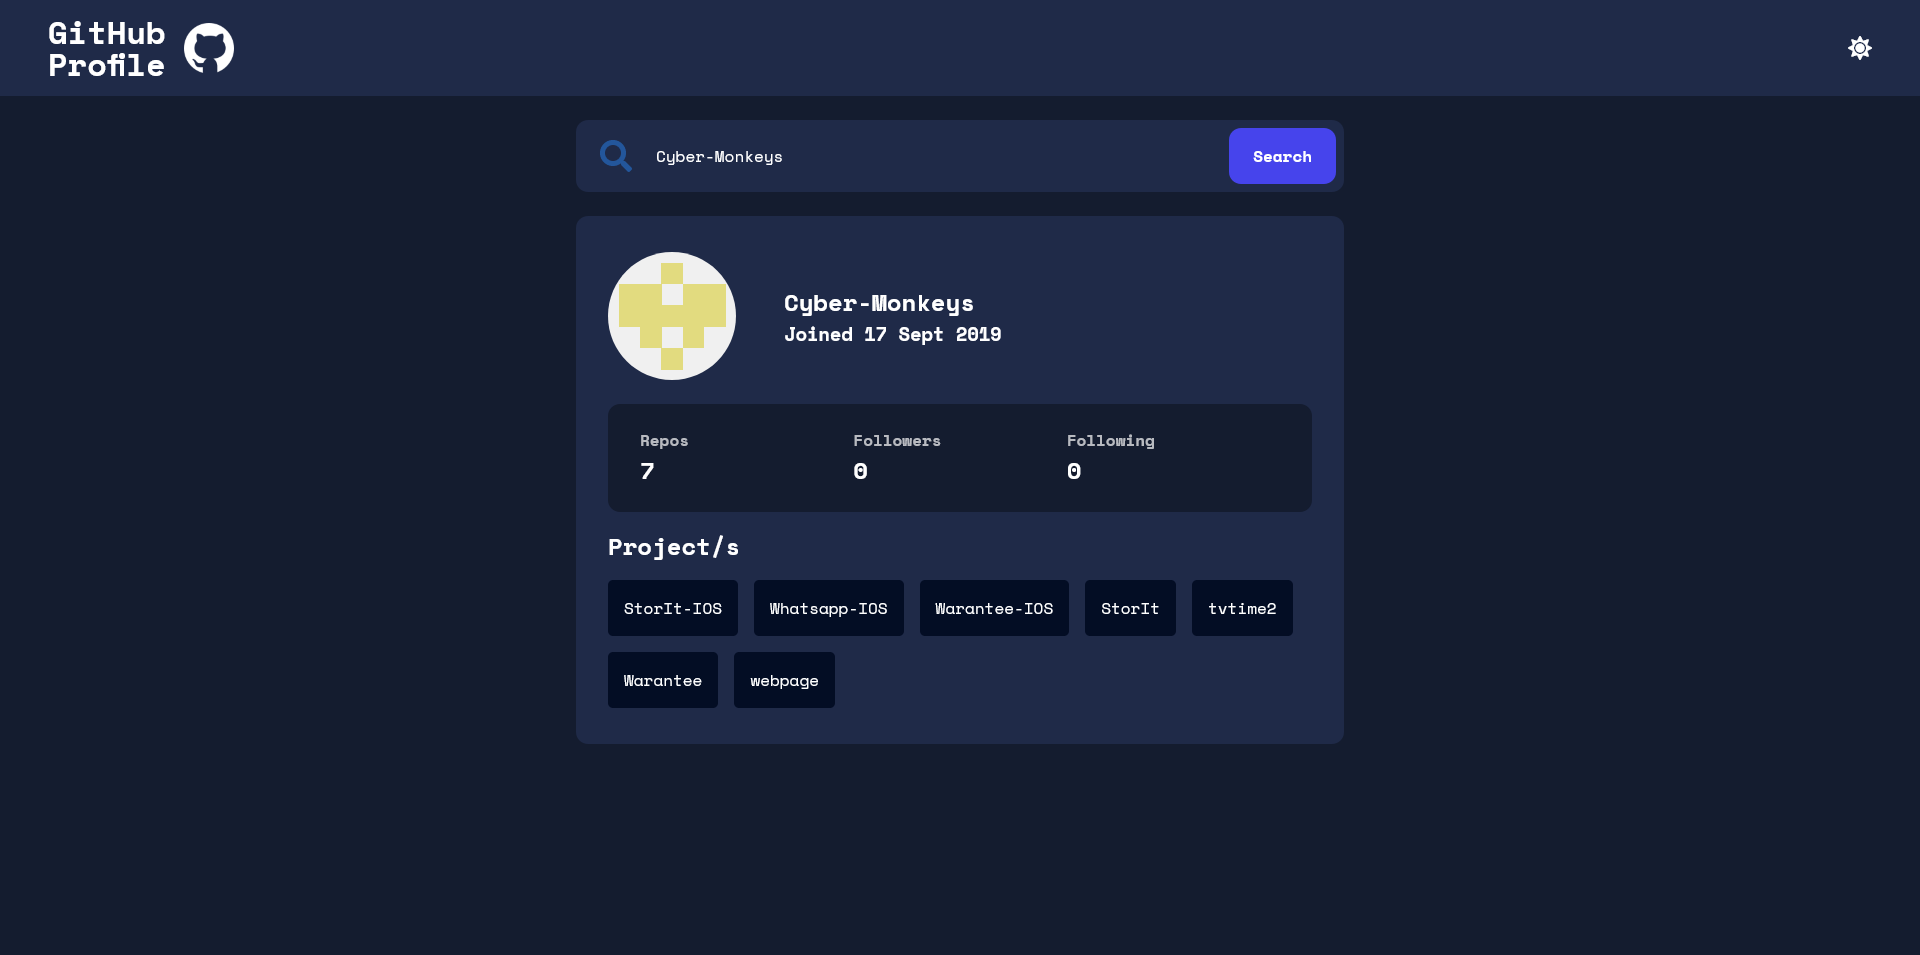 GitHub
Profile
Cyber-Monkeys
Search
Cyber-Monkeys
Joined 17 Sept 2019
Repos Followers Following
7 0 0
Project/s
StorIt-IOS Whatsapp-IOS Warantee-IOS StorIt tvtime2
Warantee webpage